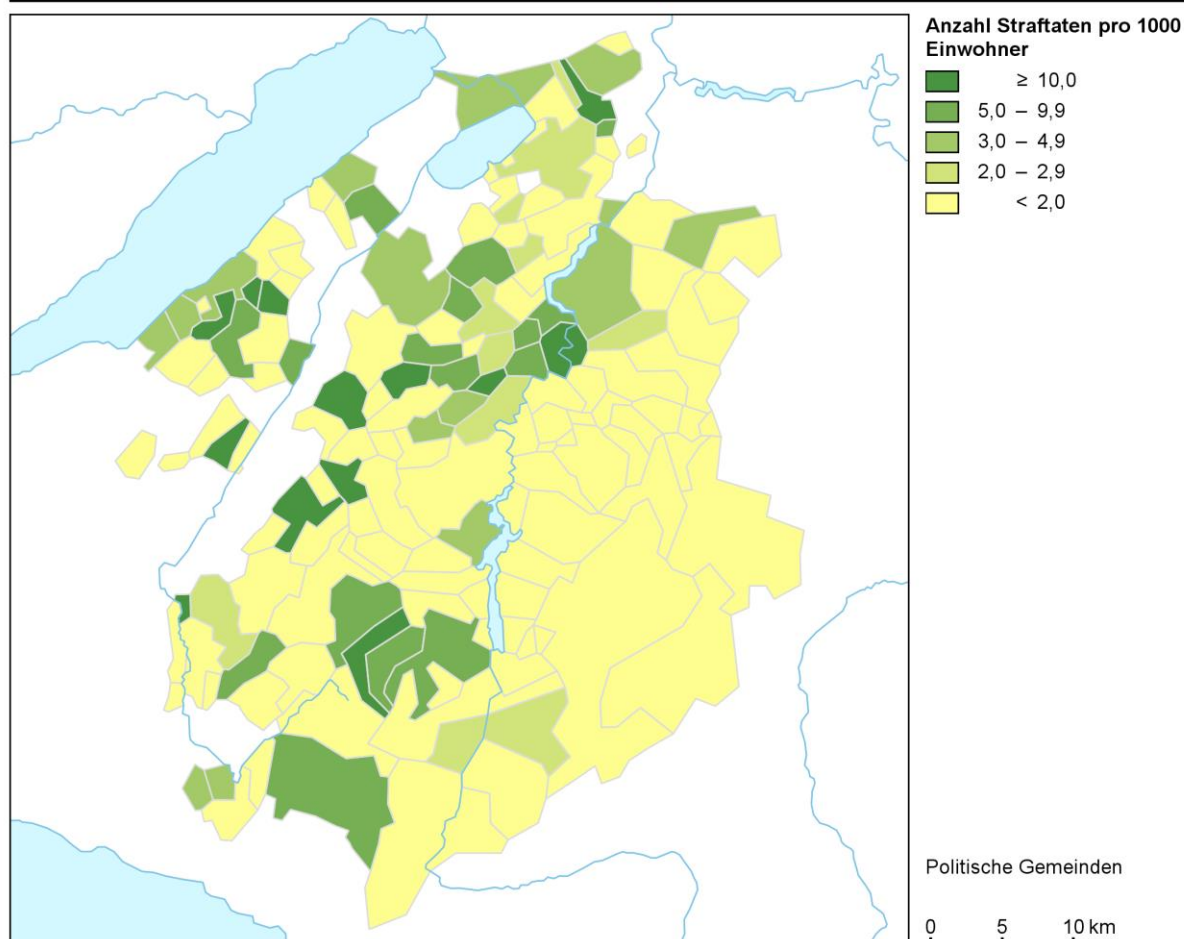 Anzahl Straftaten pro 1000
Einwohner
≥ 10,0
5,0 – 9,9
3,0 – 4,9
2,0 – 2,9
< 2,0
Politische Gemeinden
0 5 10 km